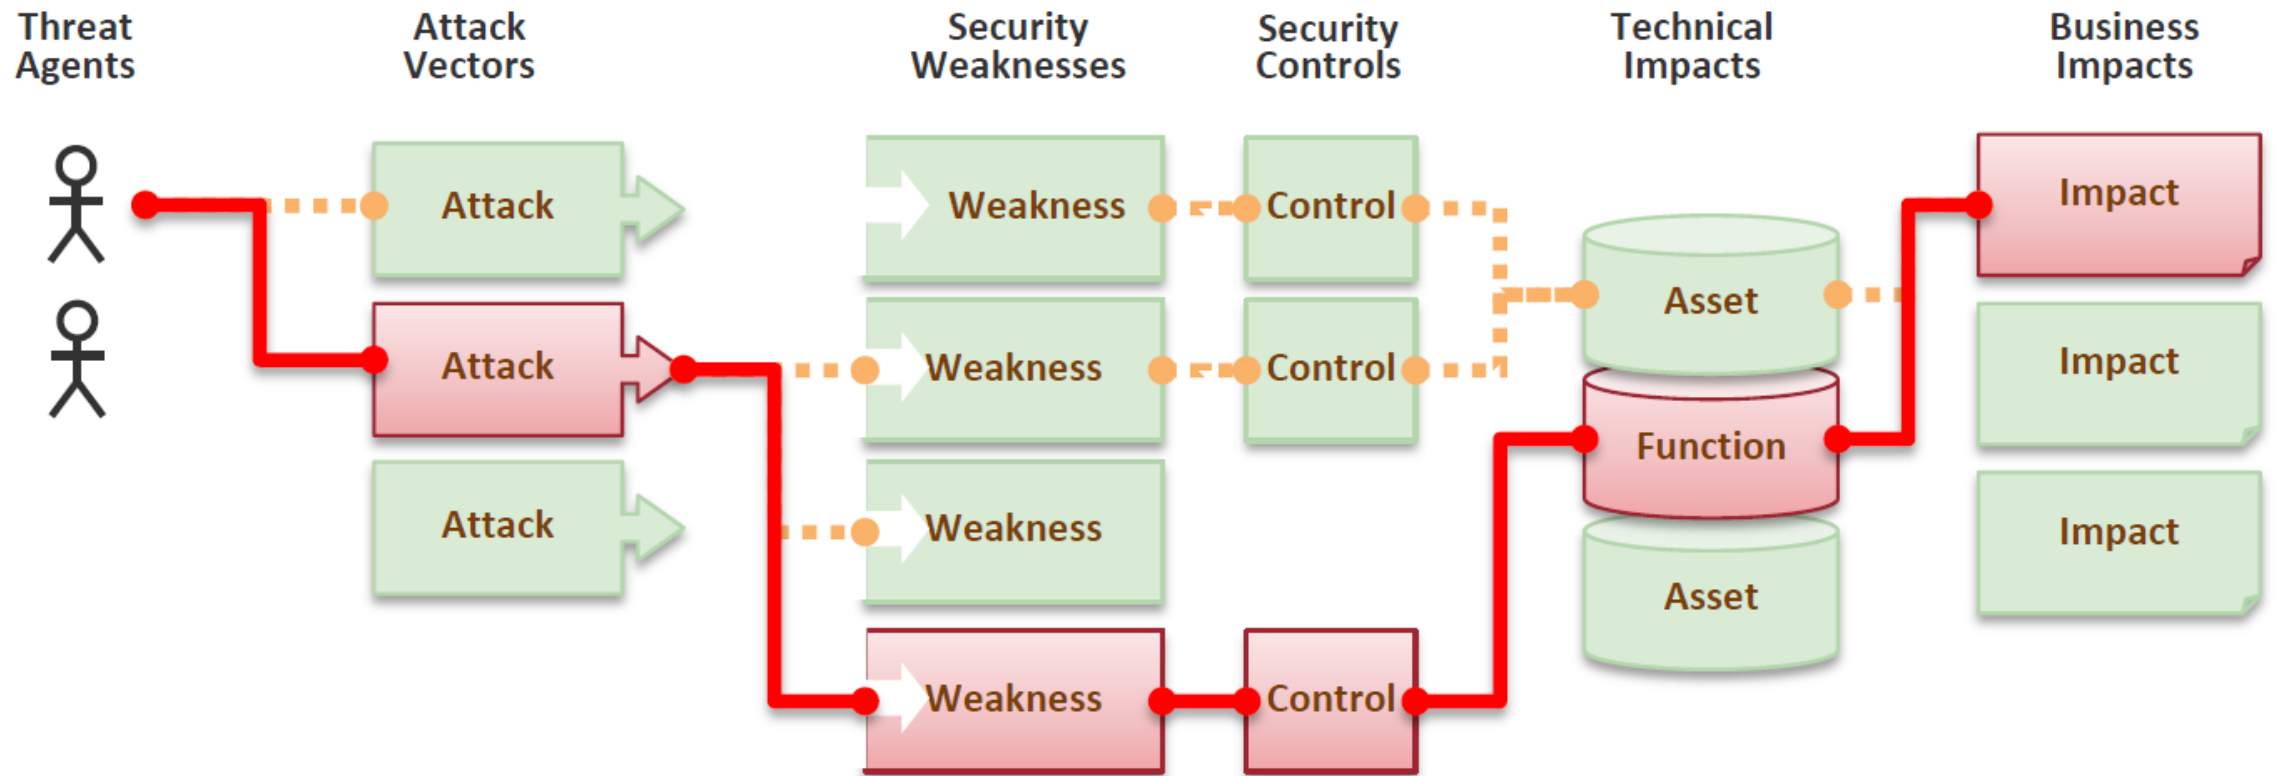 Threat
Agents
Attack
Vectors
Security
Weaknesses
Security
Controls
Technical
Impacts
Business
Impacts
Attack
Weakness
Control
Impact
Asset
Attack
Weakness
Control
Impact
Function
Attack
Weakness
Impact
Asset
Weakness
Control